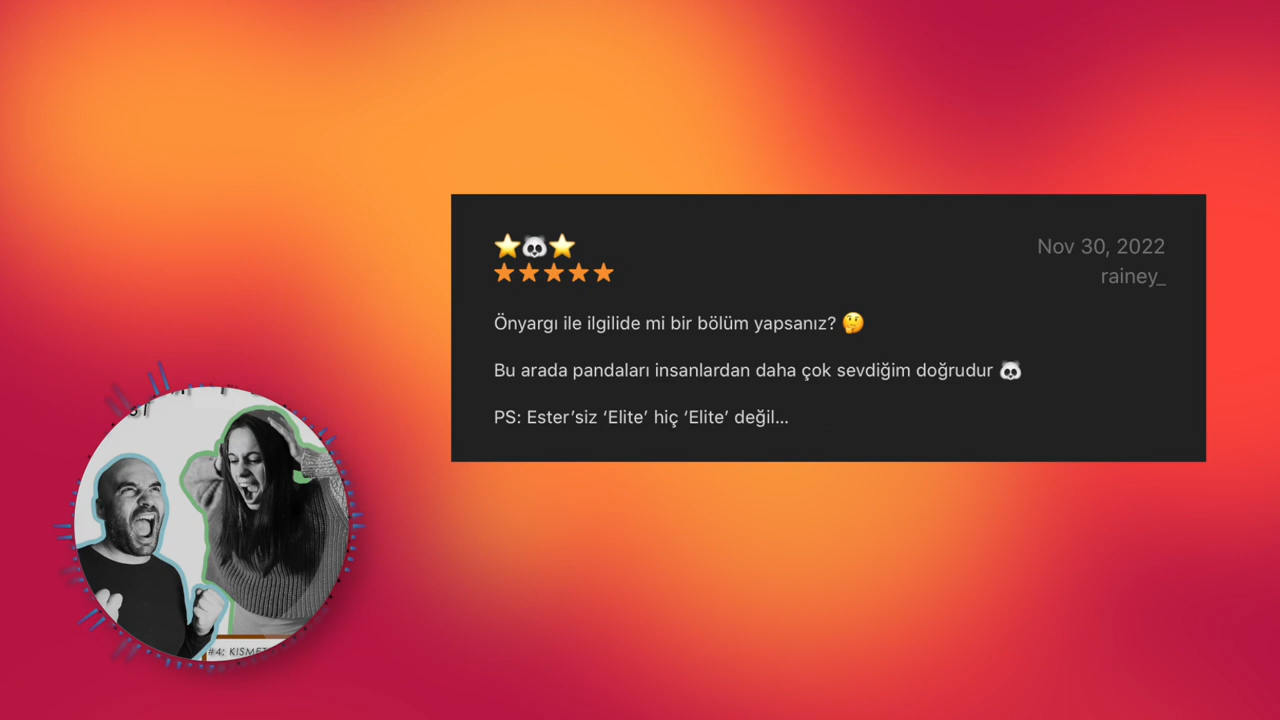 ⭐🐼⭐
Nov 30, 2022
★★★★★
rainey_
Önyargı ile ilgilide mi bir bölüm yapsanız? 🤔
Bu arada pandaları insanlardan daha çok sevdiğim doğrudur 🐼
PS: Ester’siz ‘Elite’ hiç ‘Elite’ değil...
#4: KISMET